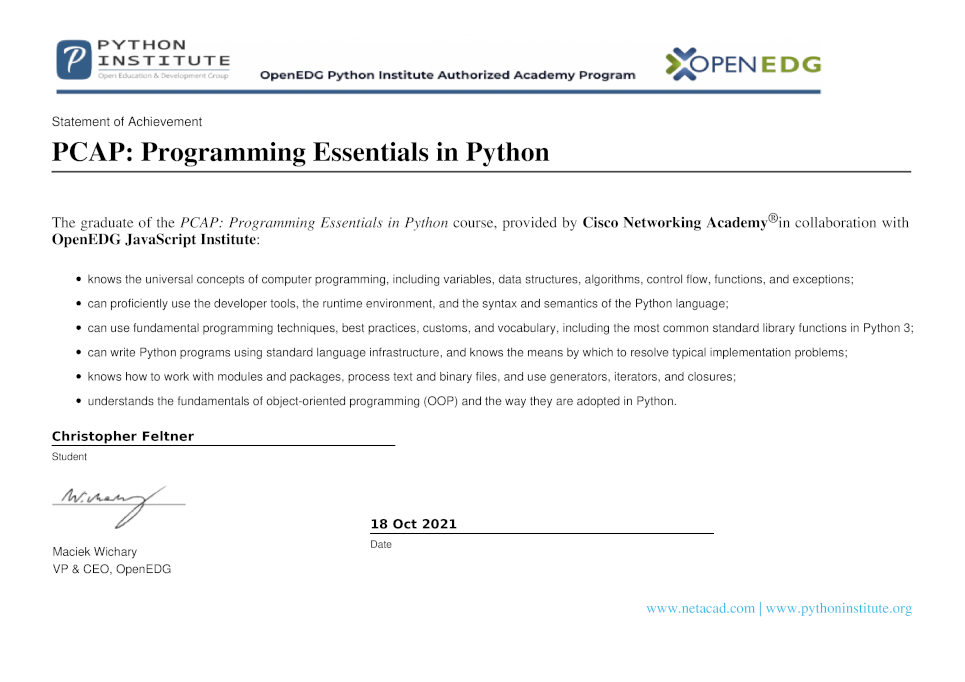 PYTHON
INSTITUTE
Open Education & Development Group
OpenEDG Python Institute Authorized Academy Program
OPENEDG
Statement of Achievement
PCAP: Programming Essentials in Python
The graduate of the PCAP: Programming Essentials in Python course, provided by Cisco Networking Academy®in collaboration with
OpenEDG JavaScript Institute:
• knows the universal concepts of computer programming, including variables, data structures, algorithms, control flow, functions, and exceptions;
• can proficiently use the developer tools, the runtime environment, and the syntax and semantics of the Python language;
• can use fundamental programming techniques, best practices, customs, and vocabulary, including the most common standard library functions in Python 3;
• can write Python programs using standard language infrastructure, and knows the means by which to resolve typical implementation problems;
• knows how to work with modules and packages, process text and binary files, and use generators, iterators, and closures;
• understands the fundamentals of object-oriented programming (OOP) and the way they are adopted in Python.
Christopher Feltner
Student
W.chary
18 Oct 2021
Date
Maciek Wichary
VP & CEO, OpenEDG
www.netacad.com | www.pythoninstitute.org